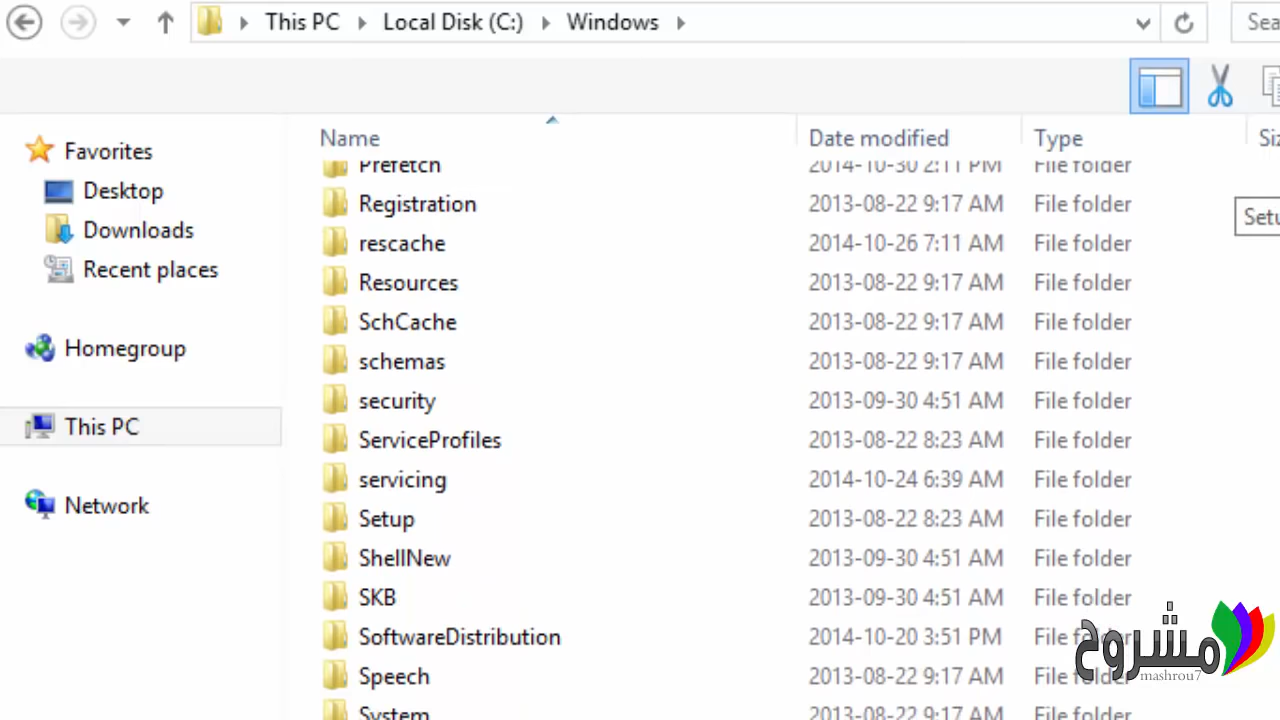 This PC Local Disk (C:) Windows
Sea
Name Date modified Type Siz
Favorites
Desktop
Downloads
Recent places
Homegroup
This PC
Network
Prefetch 2014-10-30 2:11 PM File folder
Registration 2013-08-22 9:17 AM File folder
rescache 2014-10-26 7:11 AM File folder
Resources 2013-08-22 9:17 AM File folder
SchCache 2013-08-22 9:17 AM File folder
schemas 2013-08-22 9:17 AM File folder
security 2013-09-30 4:51 AM File folder
ServiceProfiles 2013-08-22 8:23 AM File folder
servicing 2014-10-24 6:39 AM File folder
Setup 2013-08-22 8:23 AM File folder
ShellNew 2013-09-30 4:51 AM File folder
SKB 2013-09-30 4:51 AM File folder
SoftwareDistribution 2014-10-20 3:51 PM File folder
Speech 2013-08-22 9:17 AM File folder
System 2013-08-22 9:17 AM File folder
Setu
مشروح
mashrou7